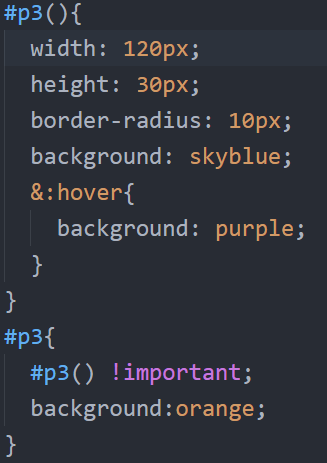 #p3(){
  width: 120px;
  height: 30px;
  border-radius: 10px;
  background: skyblue;
  &:hover{
    background: purple;
  }
}
#p3{
  #p3() !important;
  background:orange;
}